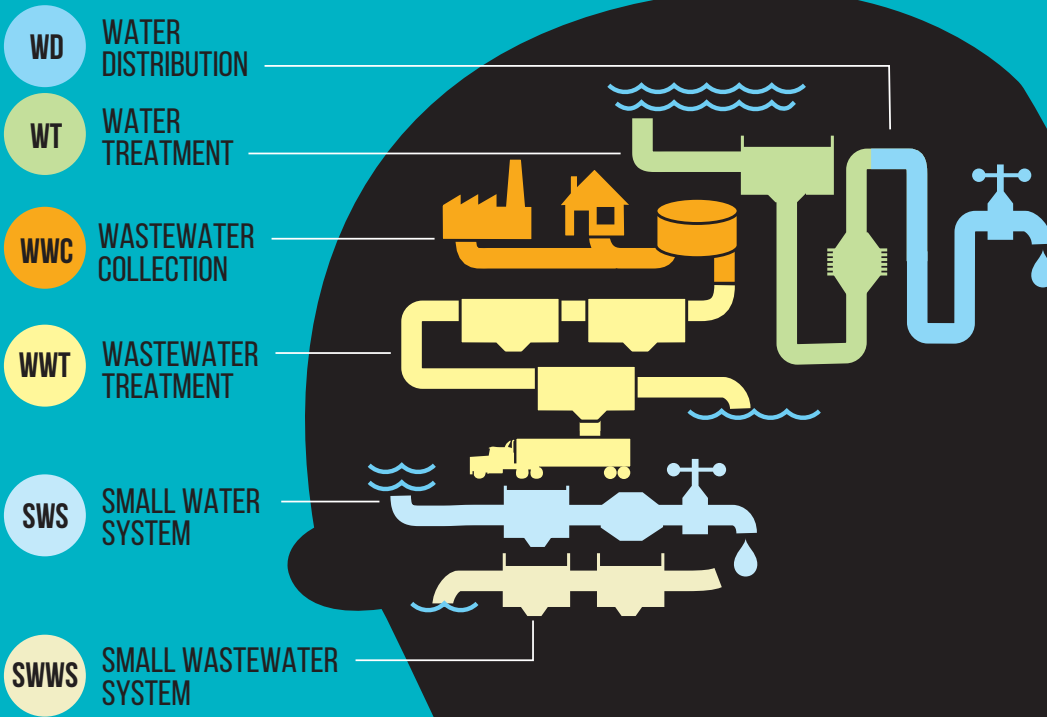 WD
WATER
DISTRIBUTION
WT
WATER
TREATMENT
WWC
WASTEWATER
COLLECTION
WWT
WASTEWATER
TREATMENT
SWS
SMALL WATER
SYSTEM
SWWS
SMALL WASTEWATER
SYSTEM